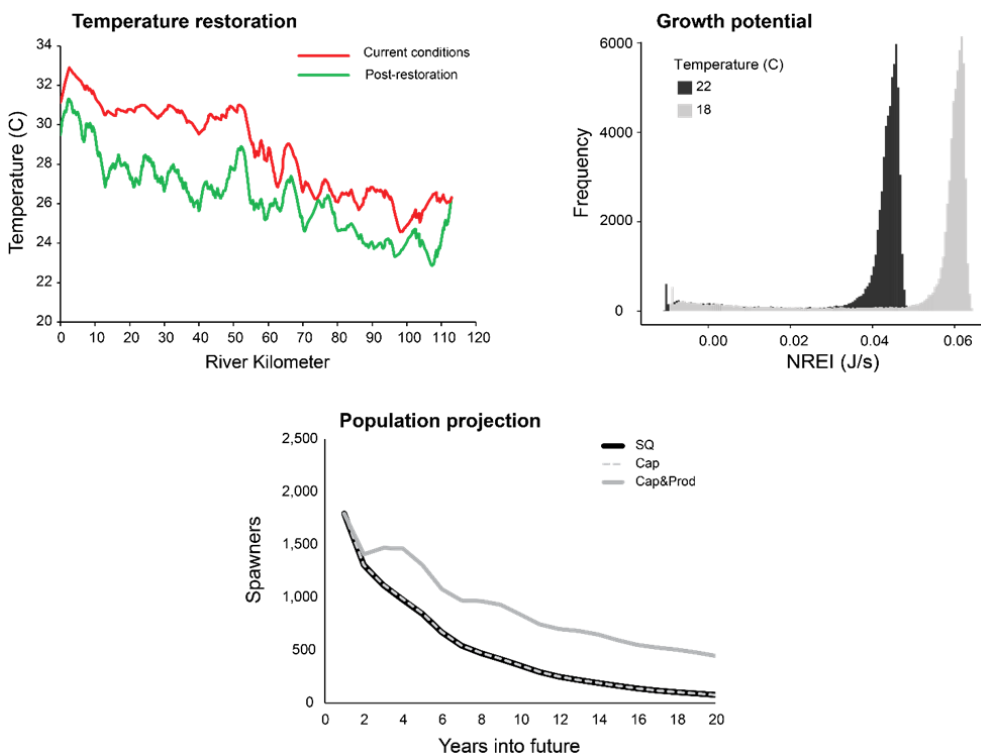 Temperature restoration
34
32
30
28
26
24
22
20
Temperature (C)
Current conditions
Post-restoration
0 10 20 30 40 50 60 70 80 90 100 110 120
River Kilometer
Growth potential
6000
4000
2000
0
Frequency
Temperature (C)
22
18
0.00 0.02 0.04 0.06
NREI (J/s)
Population projection
2,500
2,000
1,500
1,000
500
0
Spawners
SQ
Cap
Cap&Prod
0 2 4 6 8 10 12 14 16 18 20
Years into future